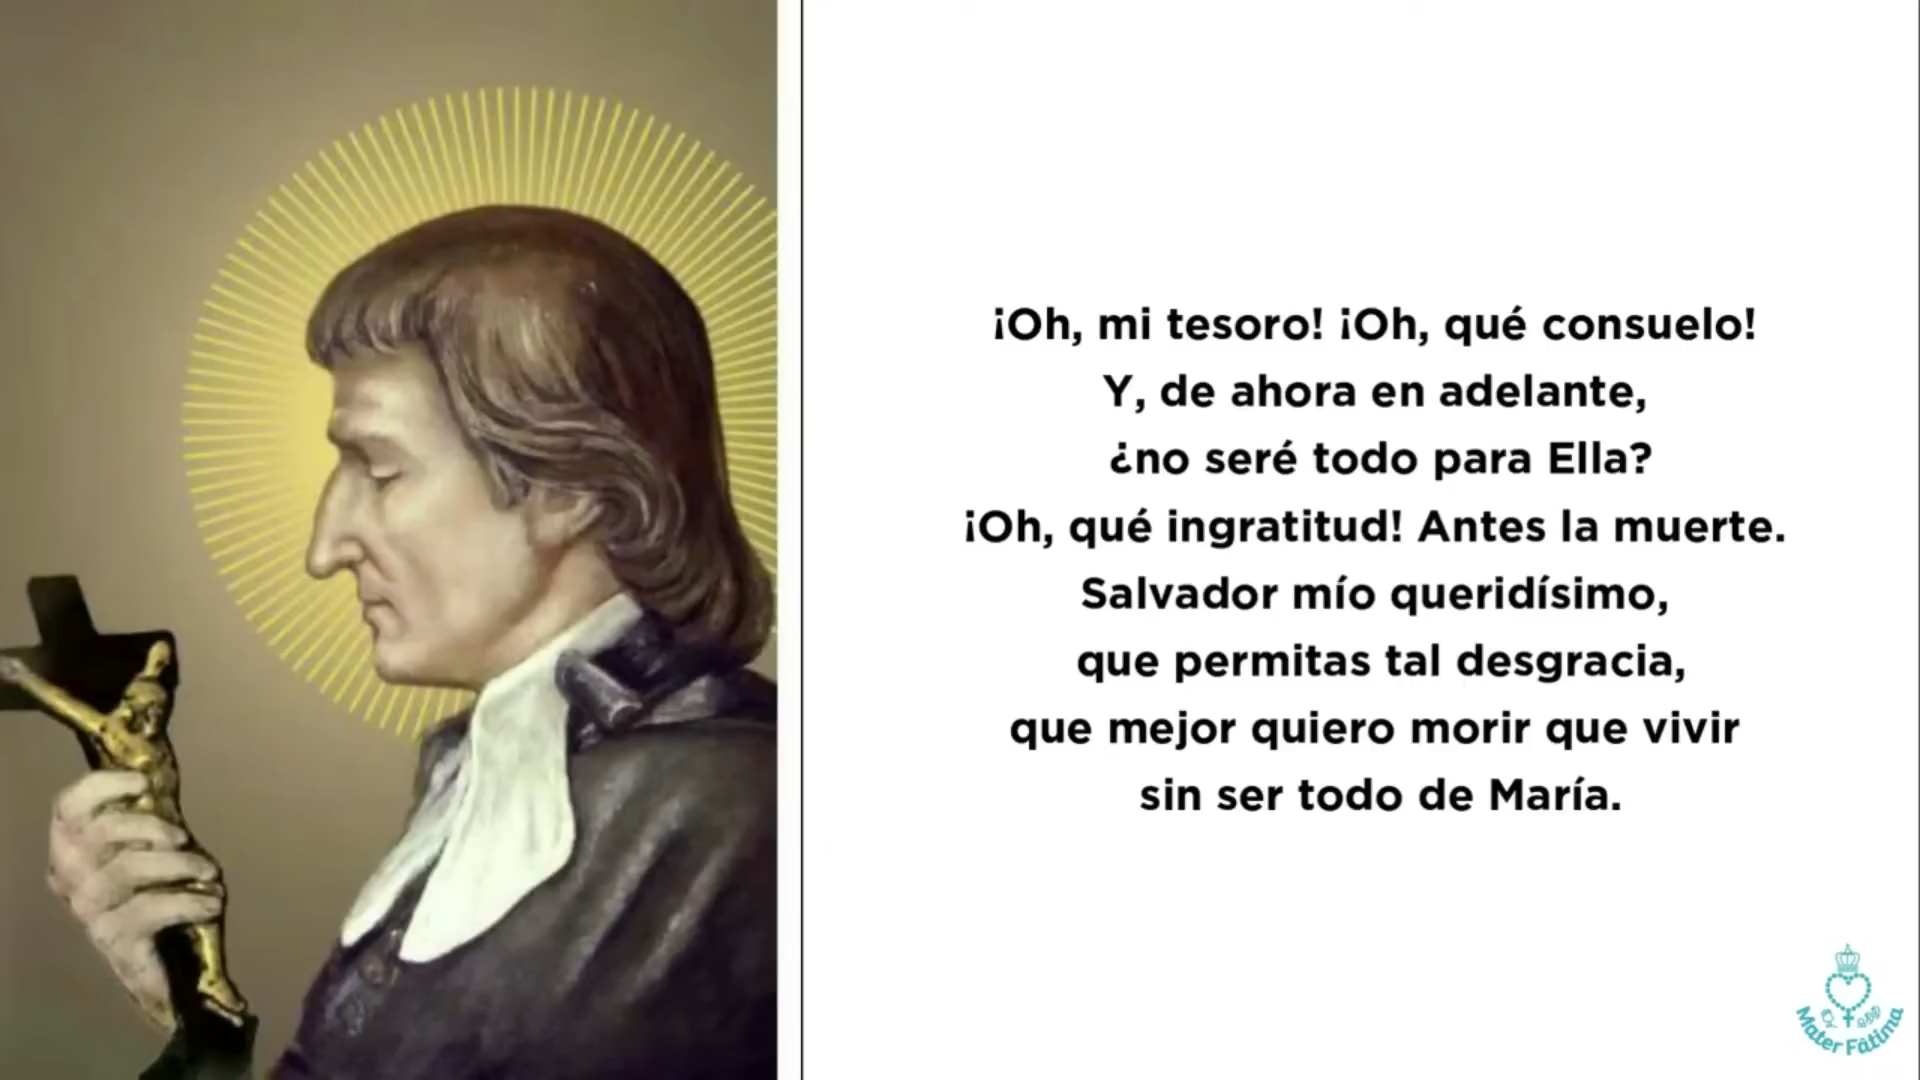 ¡Oh, mi tesoro! ¡Oh, qué consuelo!
Y, de ahora en adelante,
¿no seré todo para Ella?
¡Oh, qué ingratitud! Antes la muerte.
Salvador mío queridísimo,
que permitas tal desgracia,
que mejor quiero morir que vivir
sin ser todo de María.
Mater Fátima